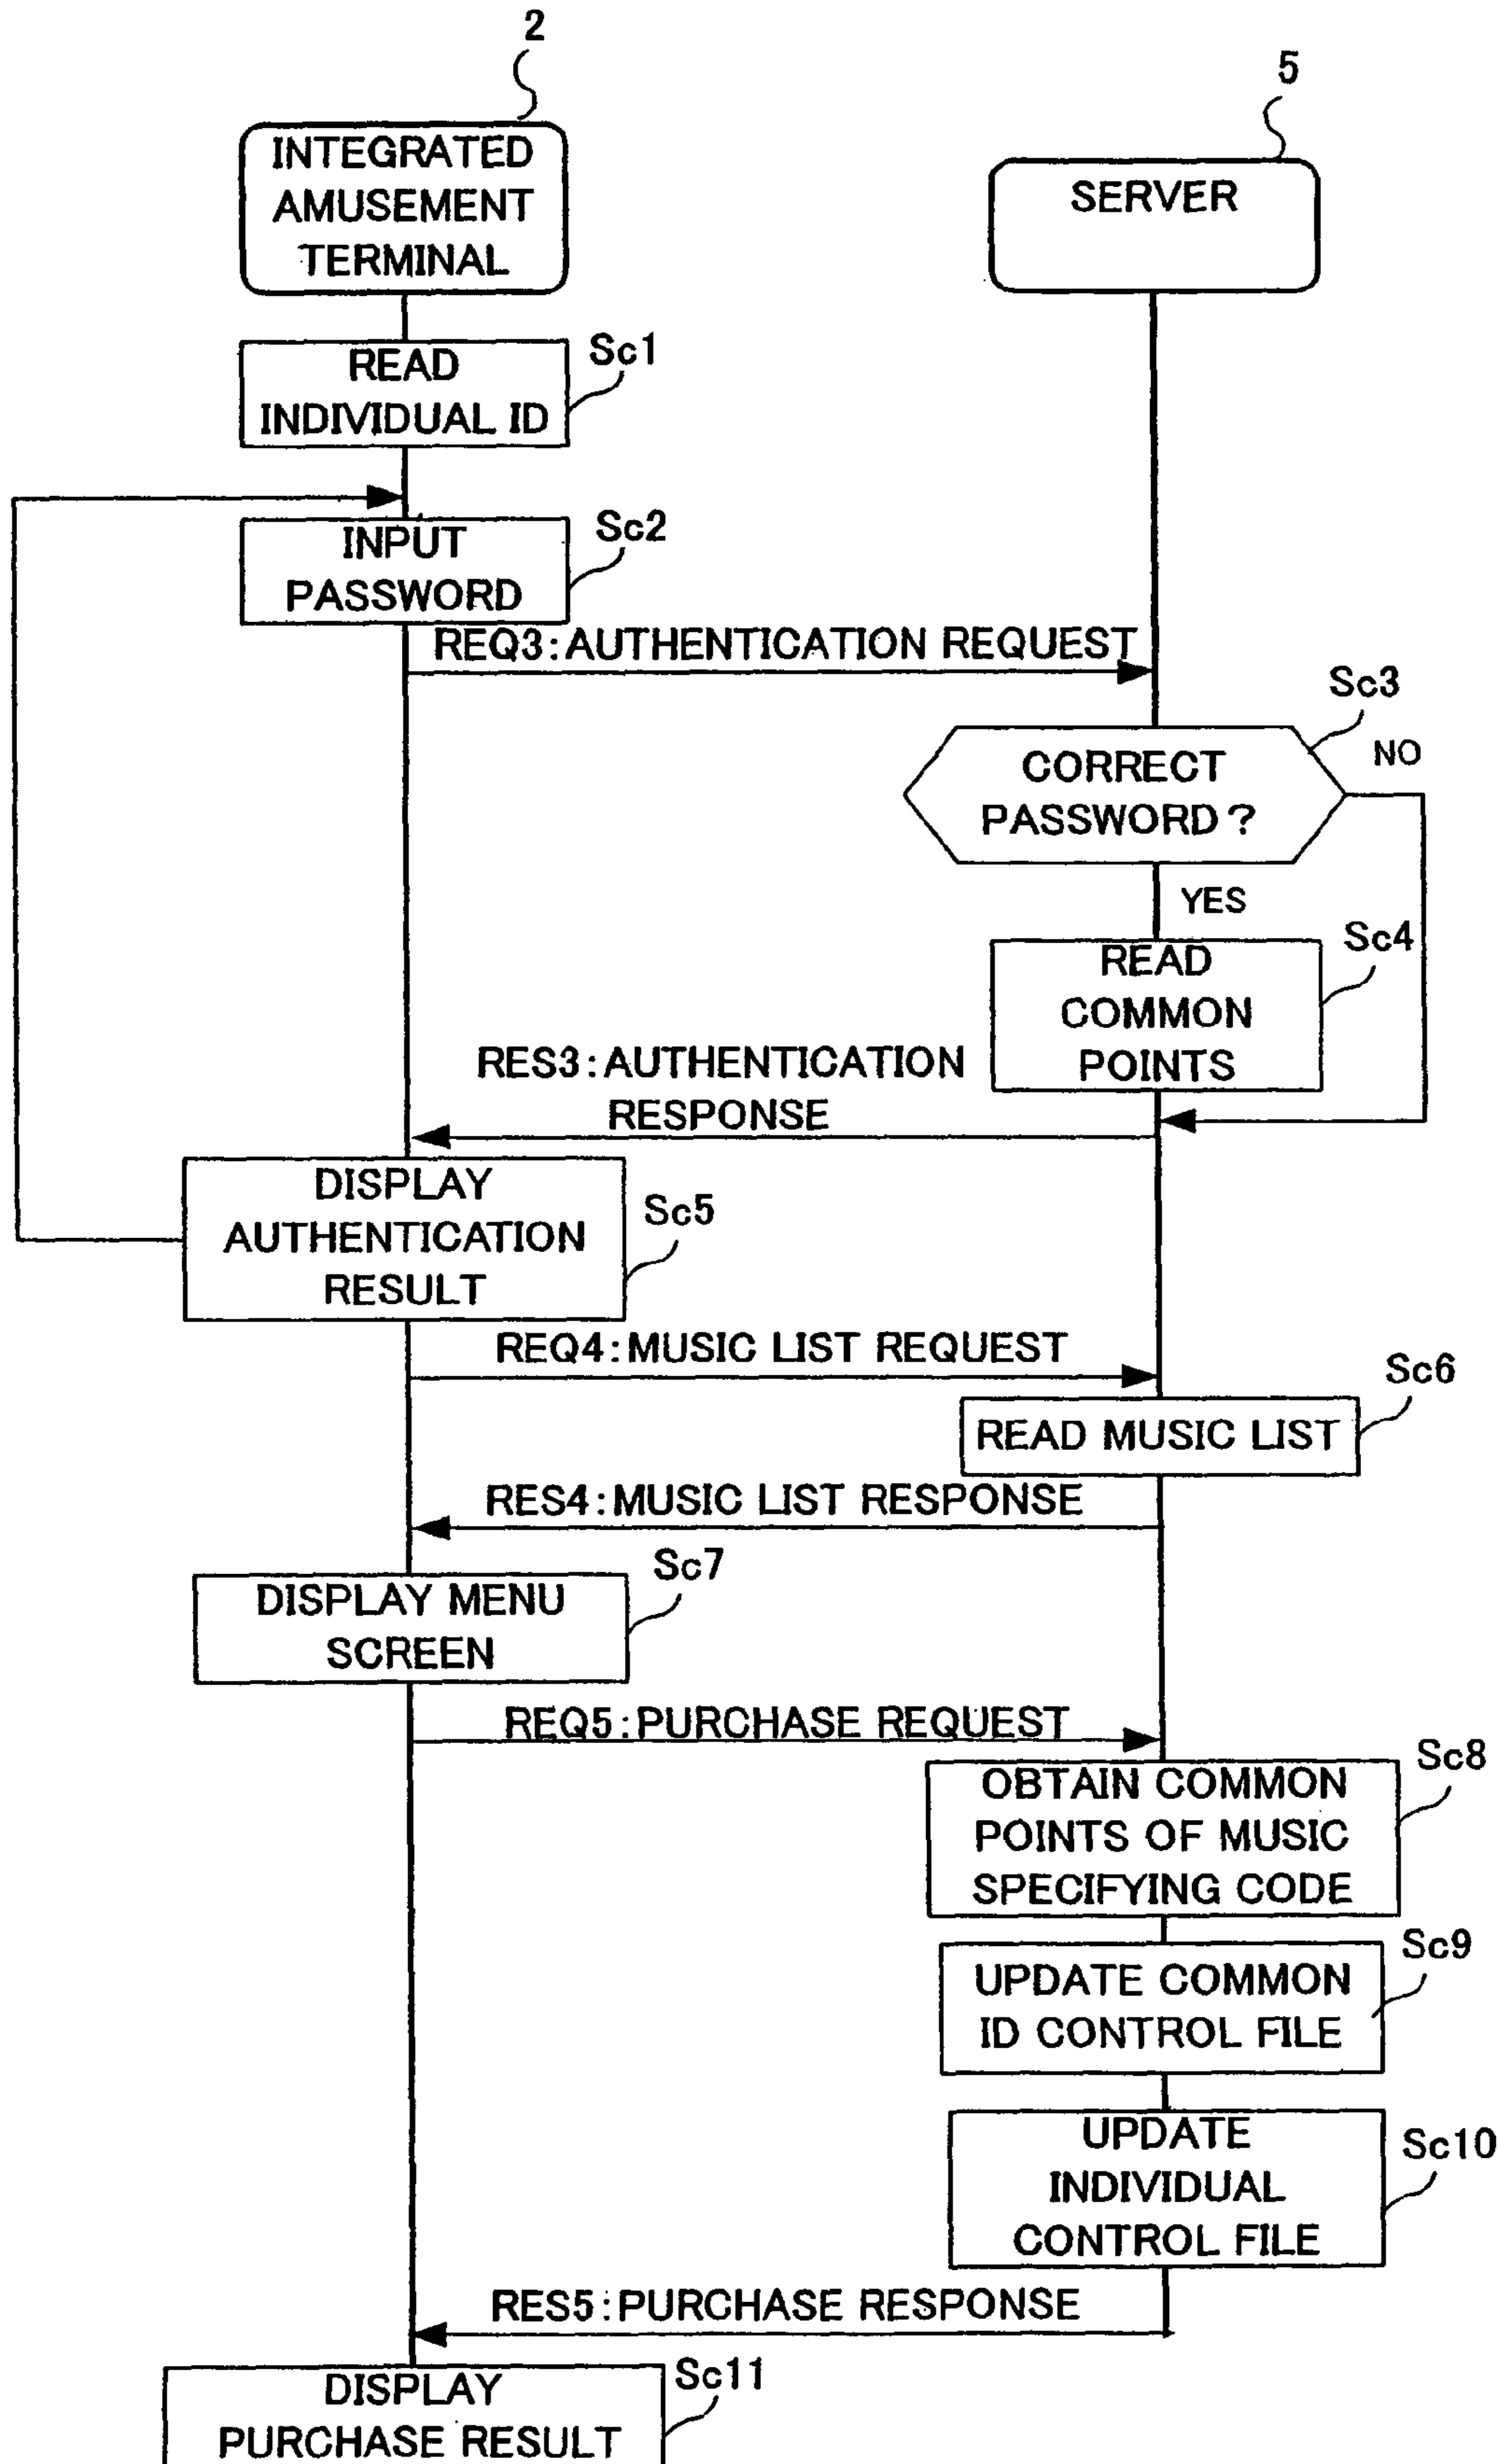 2
5
INTEGRATED
AMUSEMENT
TERMINAL
SERVER
READ
INDIVIDUAL ID
Sc1
INPUT
PASSWORD
Sc2
REQ3:AUTHENTICATION REQUEST
Sc3
CORRECT
PASSWORD?
NO
YES
READ
COMMON
POINTS
Sc4
RES3:AUTHENTICATION
RESPONSE
DISPLAY
AUTHENTICATION
RESULT
Sc5
REQ4:MUSIC LIST REQUEST
Sc6
READ MUSIC LIST
RES4:MUSIC LIST RESPONSE
Sc7
DISPLAY MENU
SCREEN
REQ5:PURCHASE REQUEST
Sc8
OBTAIN COMMON
POINTS OF MUSIC
SPECIFYING CODE
Sc9
UPDATE COMMON
ID CONTROL FILE
UPDATE
INDIVIDUAL
CONTROL FILE
Sc10
RES5:PURCHASE RESPONSE
Sc11
DISPLAY
PURCHASE RESULT